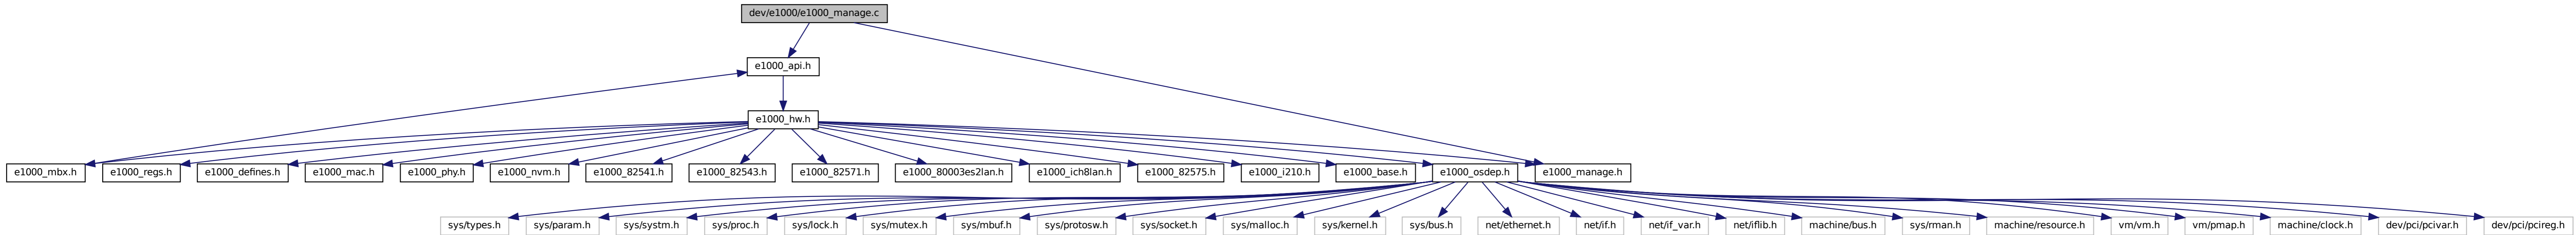 dev/e1000/e1000_manage.c
e1000_api.h
e1000_hw.h
e1000_mbx.h
e1000_regs.h
e1000_defines.h
e1000_mac.h
e1000_phy.h
e1000_nvm.h
e1000_82541.h
e1000_82543.h
e1000_82571.h
e1000_80003es2lan.h
e1000_ich8lan.h
e1000_82575.h
e1000_i210.h
e1000_base.h
e1000_osdep.h
e1000_manage.h
sys/types.h
sys/param.h
sys/systm.h
sys/proc.h
sys/lock.h
sys/mutex.h
sys/mbuf.h
sys/protosw.h
sys/socket.h
sys/malloc.h
sys/kernel.h
sys/bus.h
net/ethernet.h
net/if.h
net/if_var.h
net/iflib.h
machine/bus.h
sys/rman.h
machine/resource.h
vm/vm.h
vm/pmap.h
machine/clock.h
dev/pci/pcivar.h
dev/pci/pcireg.h